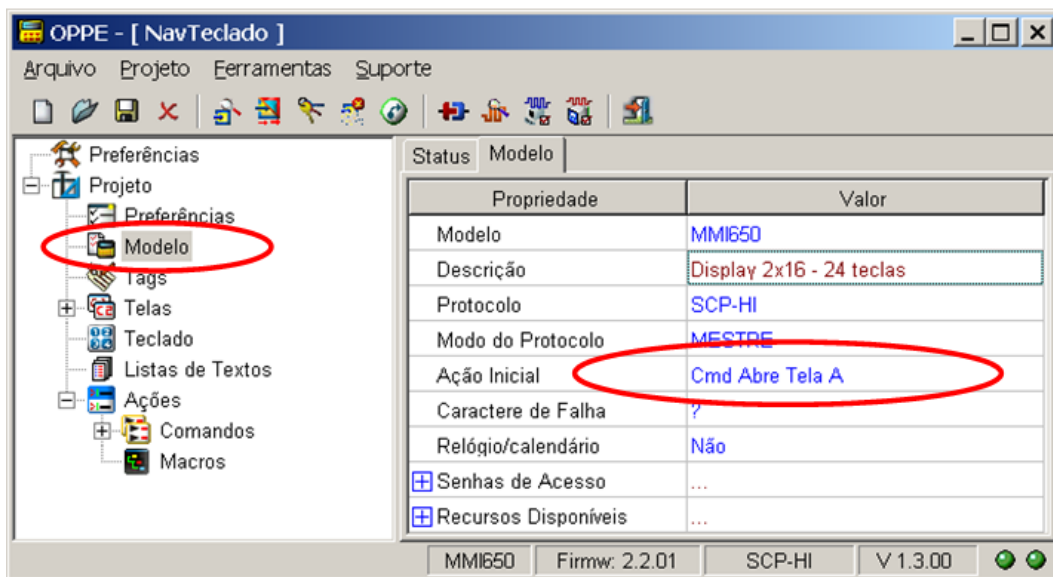 OPPE - [ NavTeclado ]
Arquivo Projeto Eerramentas Suporte
Preferências
Projeto
Preferências
Modelo
Tags
Telas
Teclado
Listas de Textos
Ações
Comandos
Macros
Status Modelo
Propriedade Valor
Modelo MMI650
Descrição Display 2x16 - 24 teclas
Protocolo SCP-HI
Modo do Protocolo MESTRE
Ação Inicial Cmd Abre Tela A
Caractere de Falha ?
Relógio/calendário Não
Senhas de Acesso ...
Recursos Disponíveis ...
MMI650 Firmw: 2.2.01 SCP-HI V 1.3.00